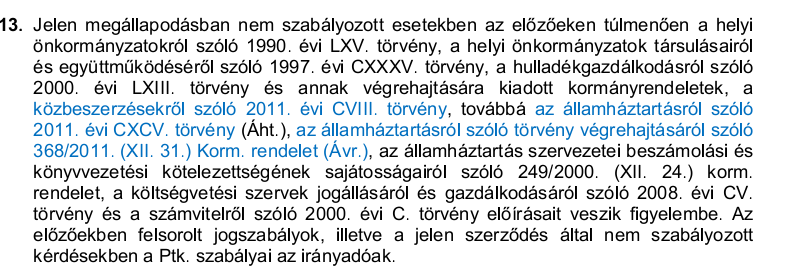 13. Jelen megállapodásban nem szabályozott esetekben az előzőeken túlmenően a helyi
önkormányzatokról szóló 1990. évi LXV. törvény, a helyi önkormányzatok társulásairól
és együttműködéséről szóló 1997. évi CXXXV. törvény, a hulladékgazdálkodásról szóló
2000. évi LXIII. törvény és annak végrehajtására kiadott kormányrendeletek, a
közbeszerzésekről szóló 2011. évi CVIII. törvény, továbbá az államháztartásról szóló
2011. évi CXCV. törvény (Áht.), az államháztartásról szóló törvény végrehajtásáról szóló
368/2011. (XII. 31.) Korm. rendelet (Ávr.), az államháztartás szervezetei beszámolási és
könyvvezetési kötelezettségének sajátosságairól szóló 249/2000. (XII. 24.) korm.
rendelet, a költségvetési szervek jogállásáról és gazdálkodásáról szóló 2008. évi CV.
törvény és a számvitelről szóló 2000. évi C. törvény előírásait veszik figyelembe. Az
előzőekben felsorolt jogszabályok, illetve a jelen szerződés által nem szabályozott
kérdésekben a Ptk. szabályai az irányadóak.